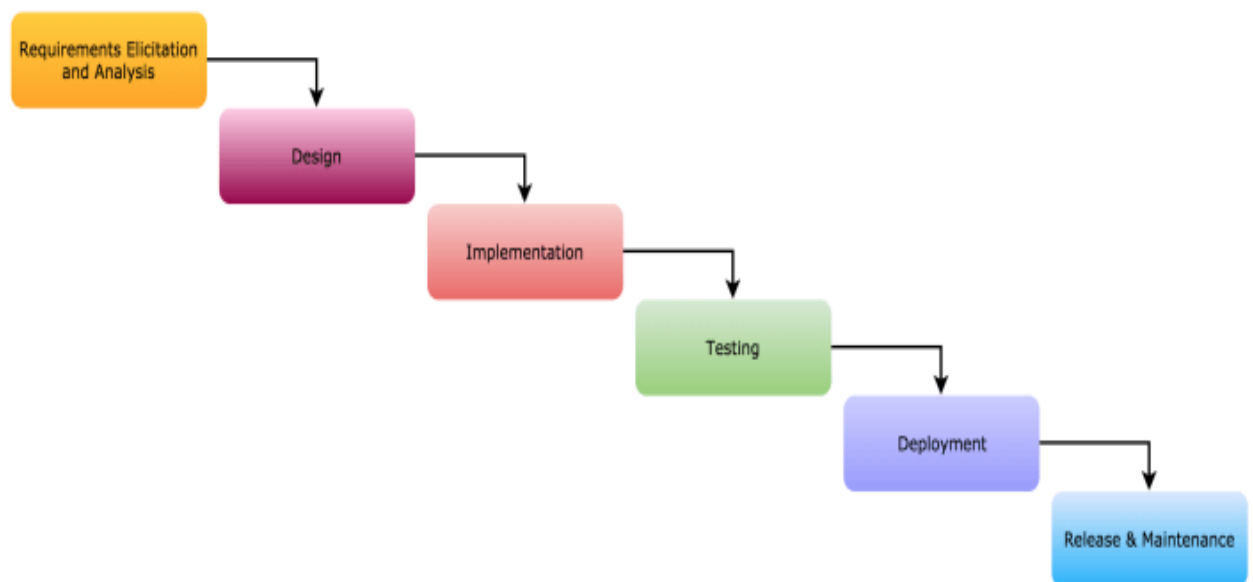 Requirements Elicitation
and Analysis
Design
Implementation
Testing
Deployment
Release & Maintenance